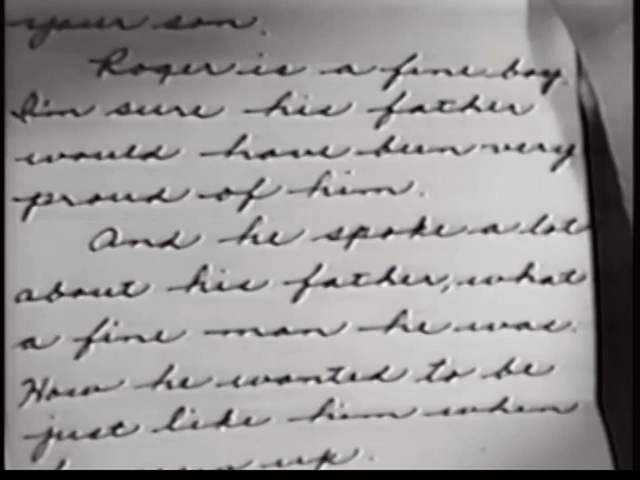 your son.
Roger is a fine boy.
I'm sure his father
would have been very
proud of him.
And he spoke a lot
about his father, what
a fine man he was.
How he wanted to be
just like him when
up.